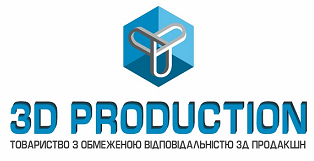 3D PRODUCTION
ТОВАРИСТВО З ОБМЕЖЕНОЮ ВІДПОВІДАЛЬНІСТЮ 3Д ПРОДАКШН